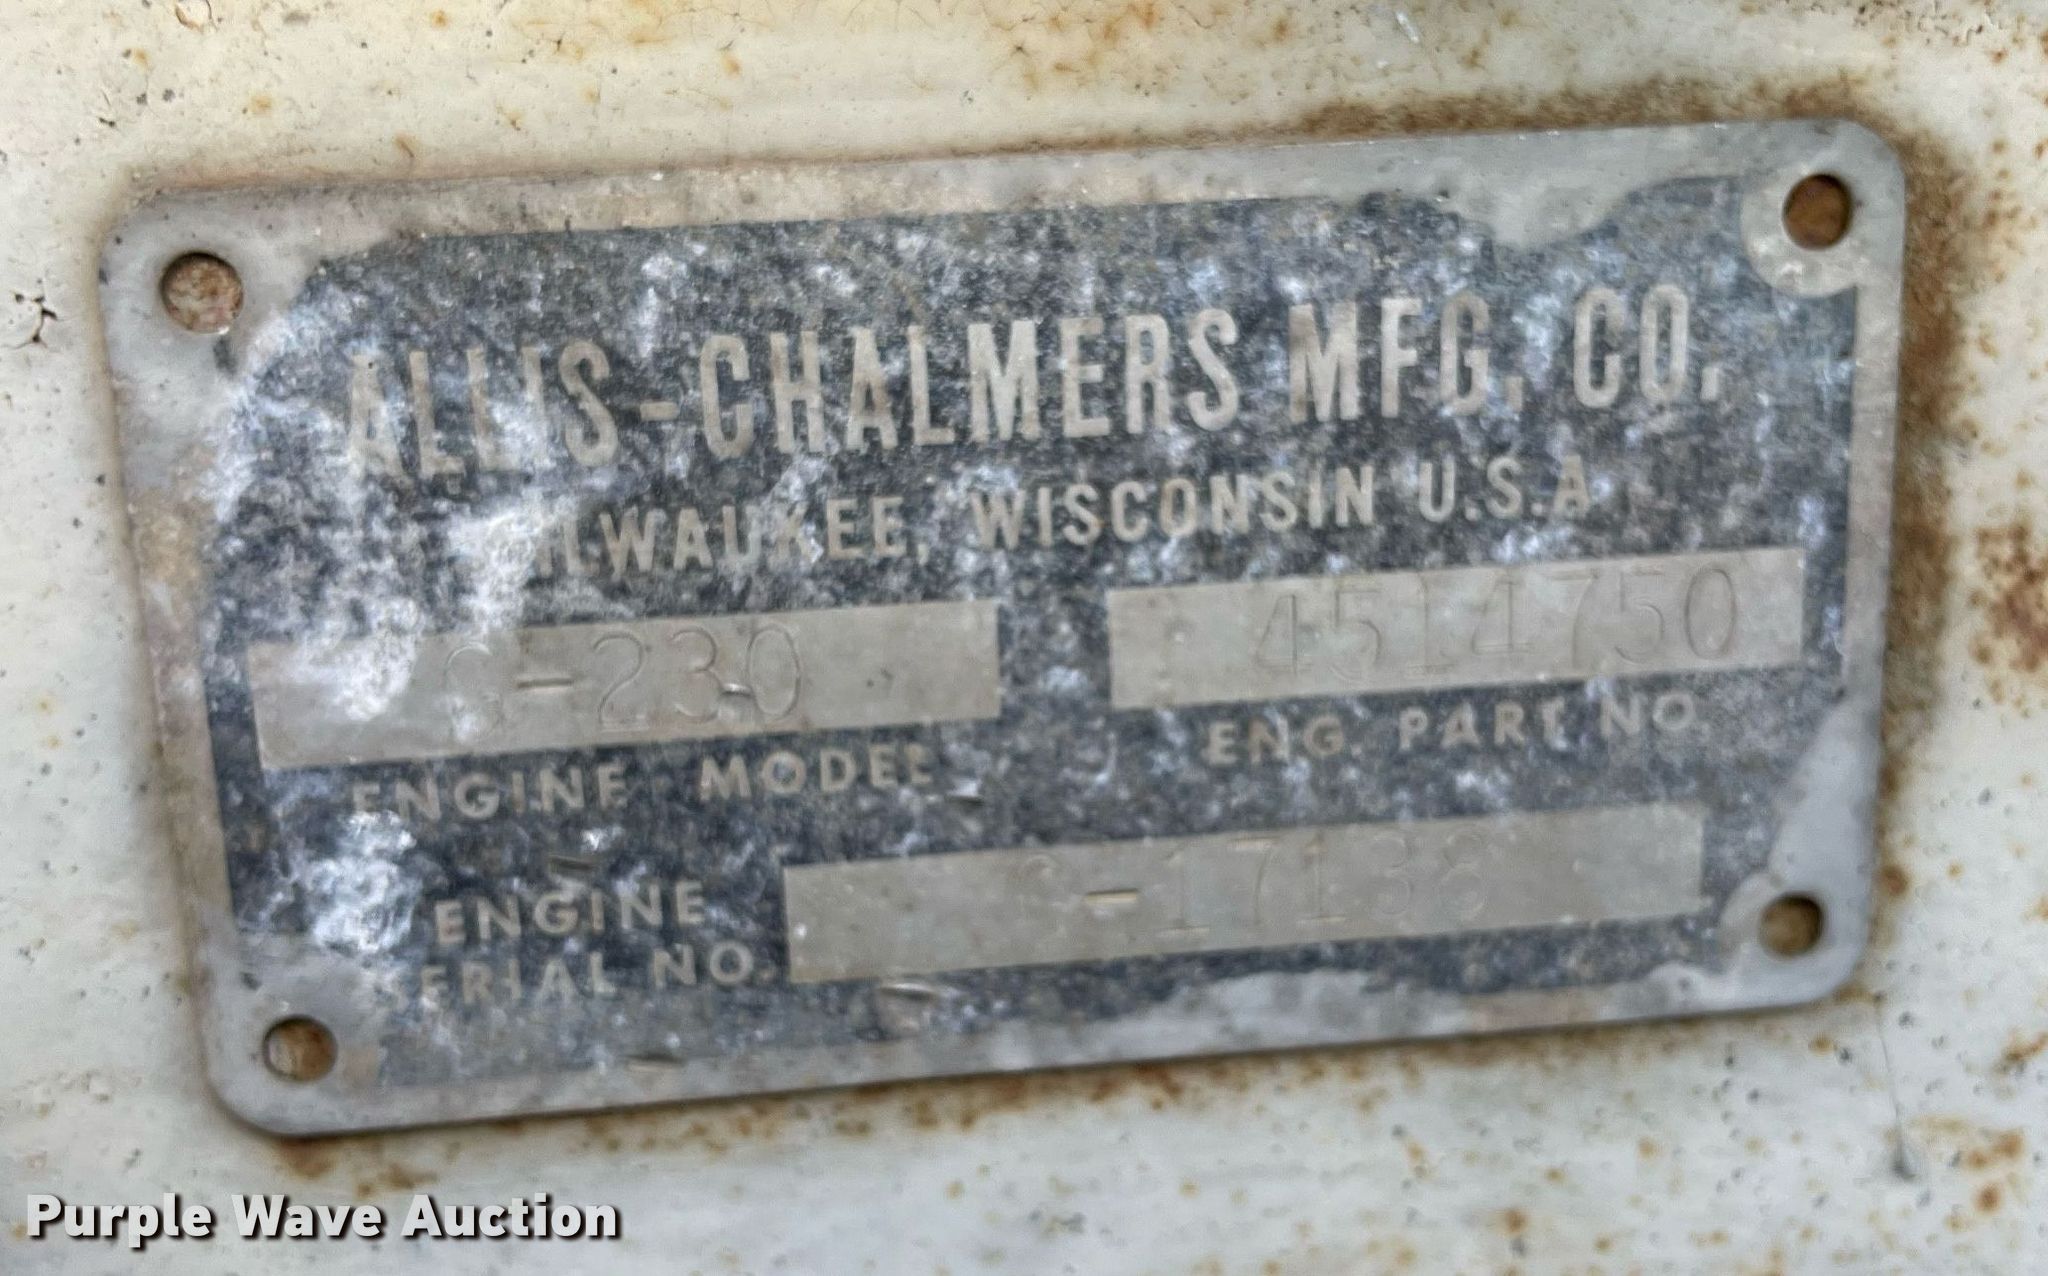 ALLIS-CHALMERS MFG. CO.
MILWAUKEE, WISCONSIN U.S.A
G-230 4514750
ENGINE MODEL ENG. PART NO.
ENGINE
SERIAL NO. G-17138
Purple Wave Auction